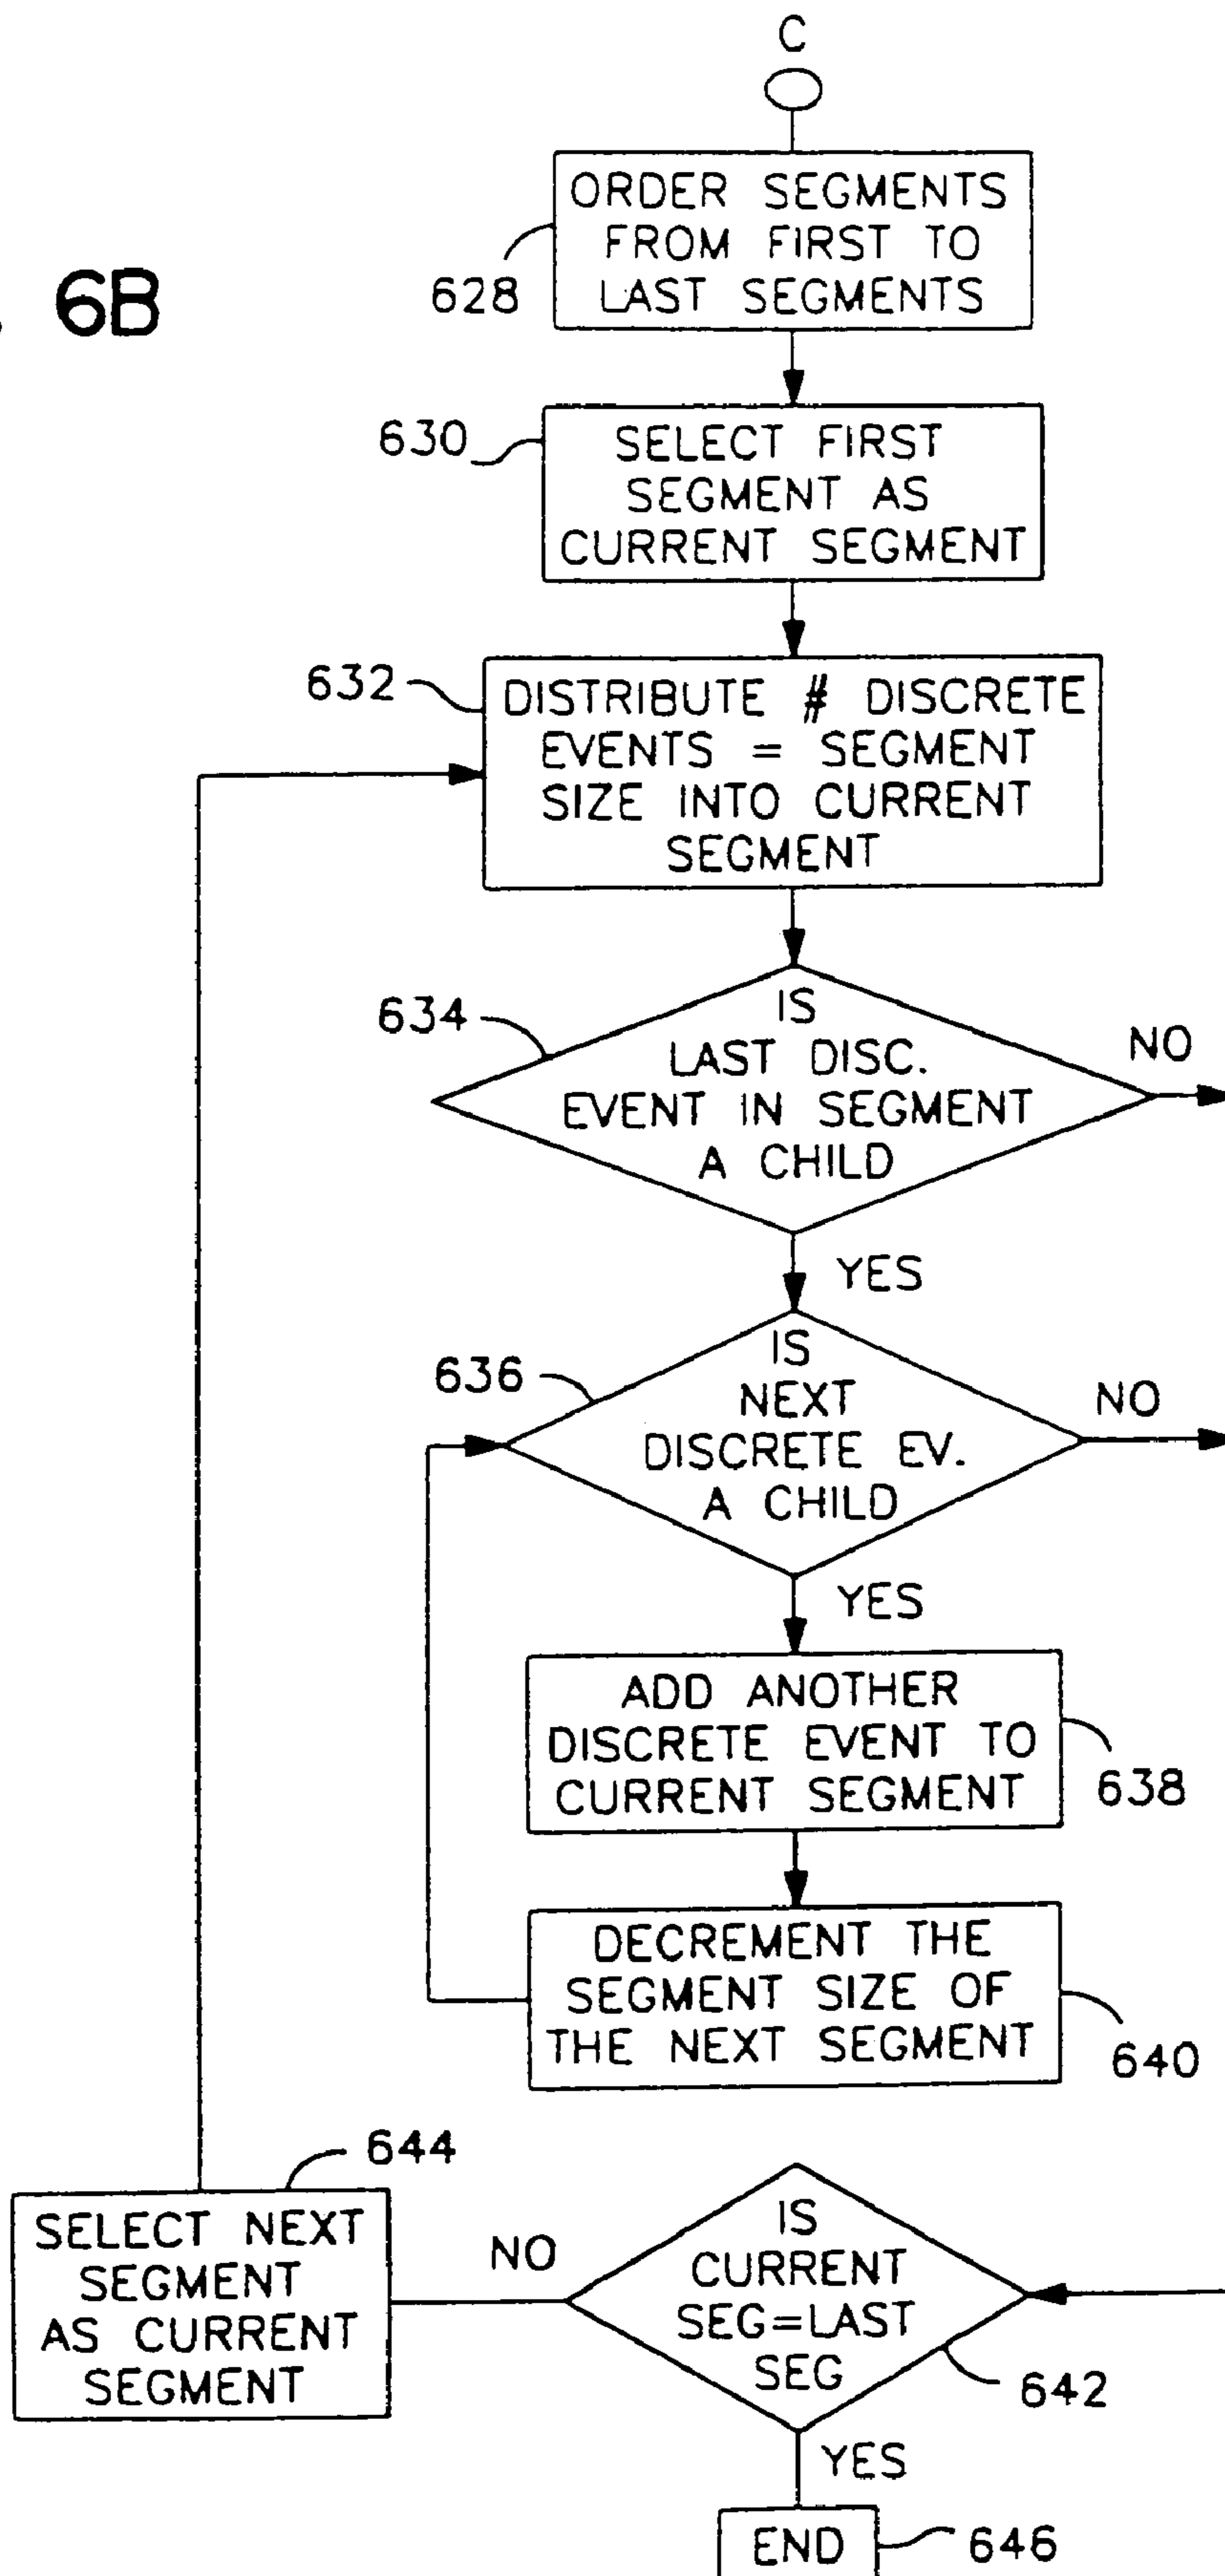 C
ORDER SEGMENTS
FROM FIRST TO
LAST SEGMENTS
628
6B
630
SELECT FIRST
SEGMENT AS
CURRENT SEGMENT
632
DISTRIBUTE # DISCRETE
EVENTS = SEGMENT
SIZE INTO CURRENT
SEGMENT
634
IS
LAST DISC.
EVENT IN SEGMENT
A CHILD
NO
YES
636
IS
NEXT
DISCRETE EV.
A CHILD
NO
YES
ADD ANOTHER
DISCRETE EVENT TO
CURRENT SEGMENT
638
DECREMENT THE
SEGMENT SIZE OF
THE NEXT SEGMENT
640
644
SELECT NEXT
SEGMENT
AS CURRENT
SEGMENT
NO
IS
CURRENT
SEG=LAST
SEG
642
YES
END
646